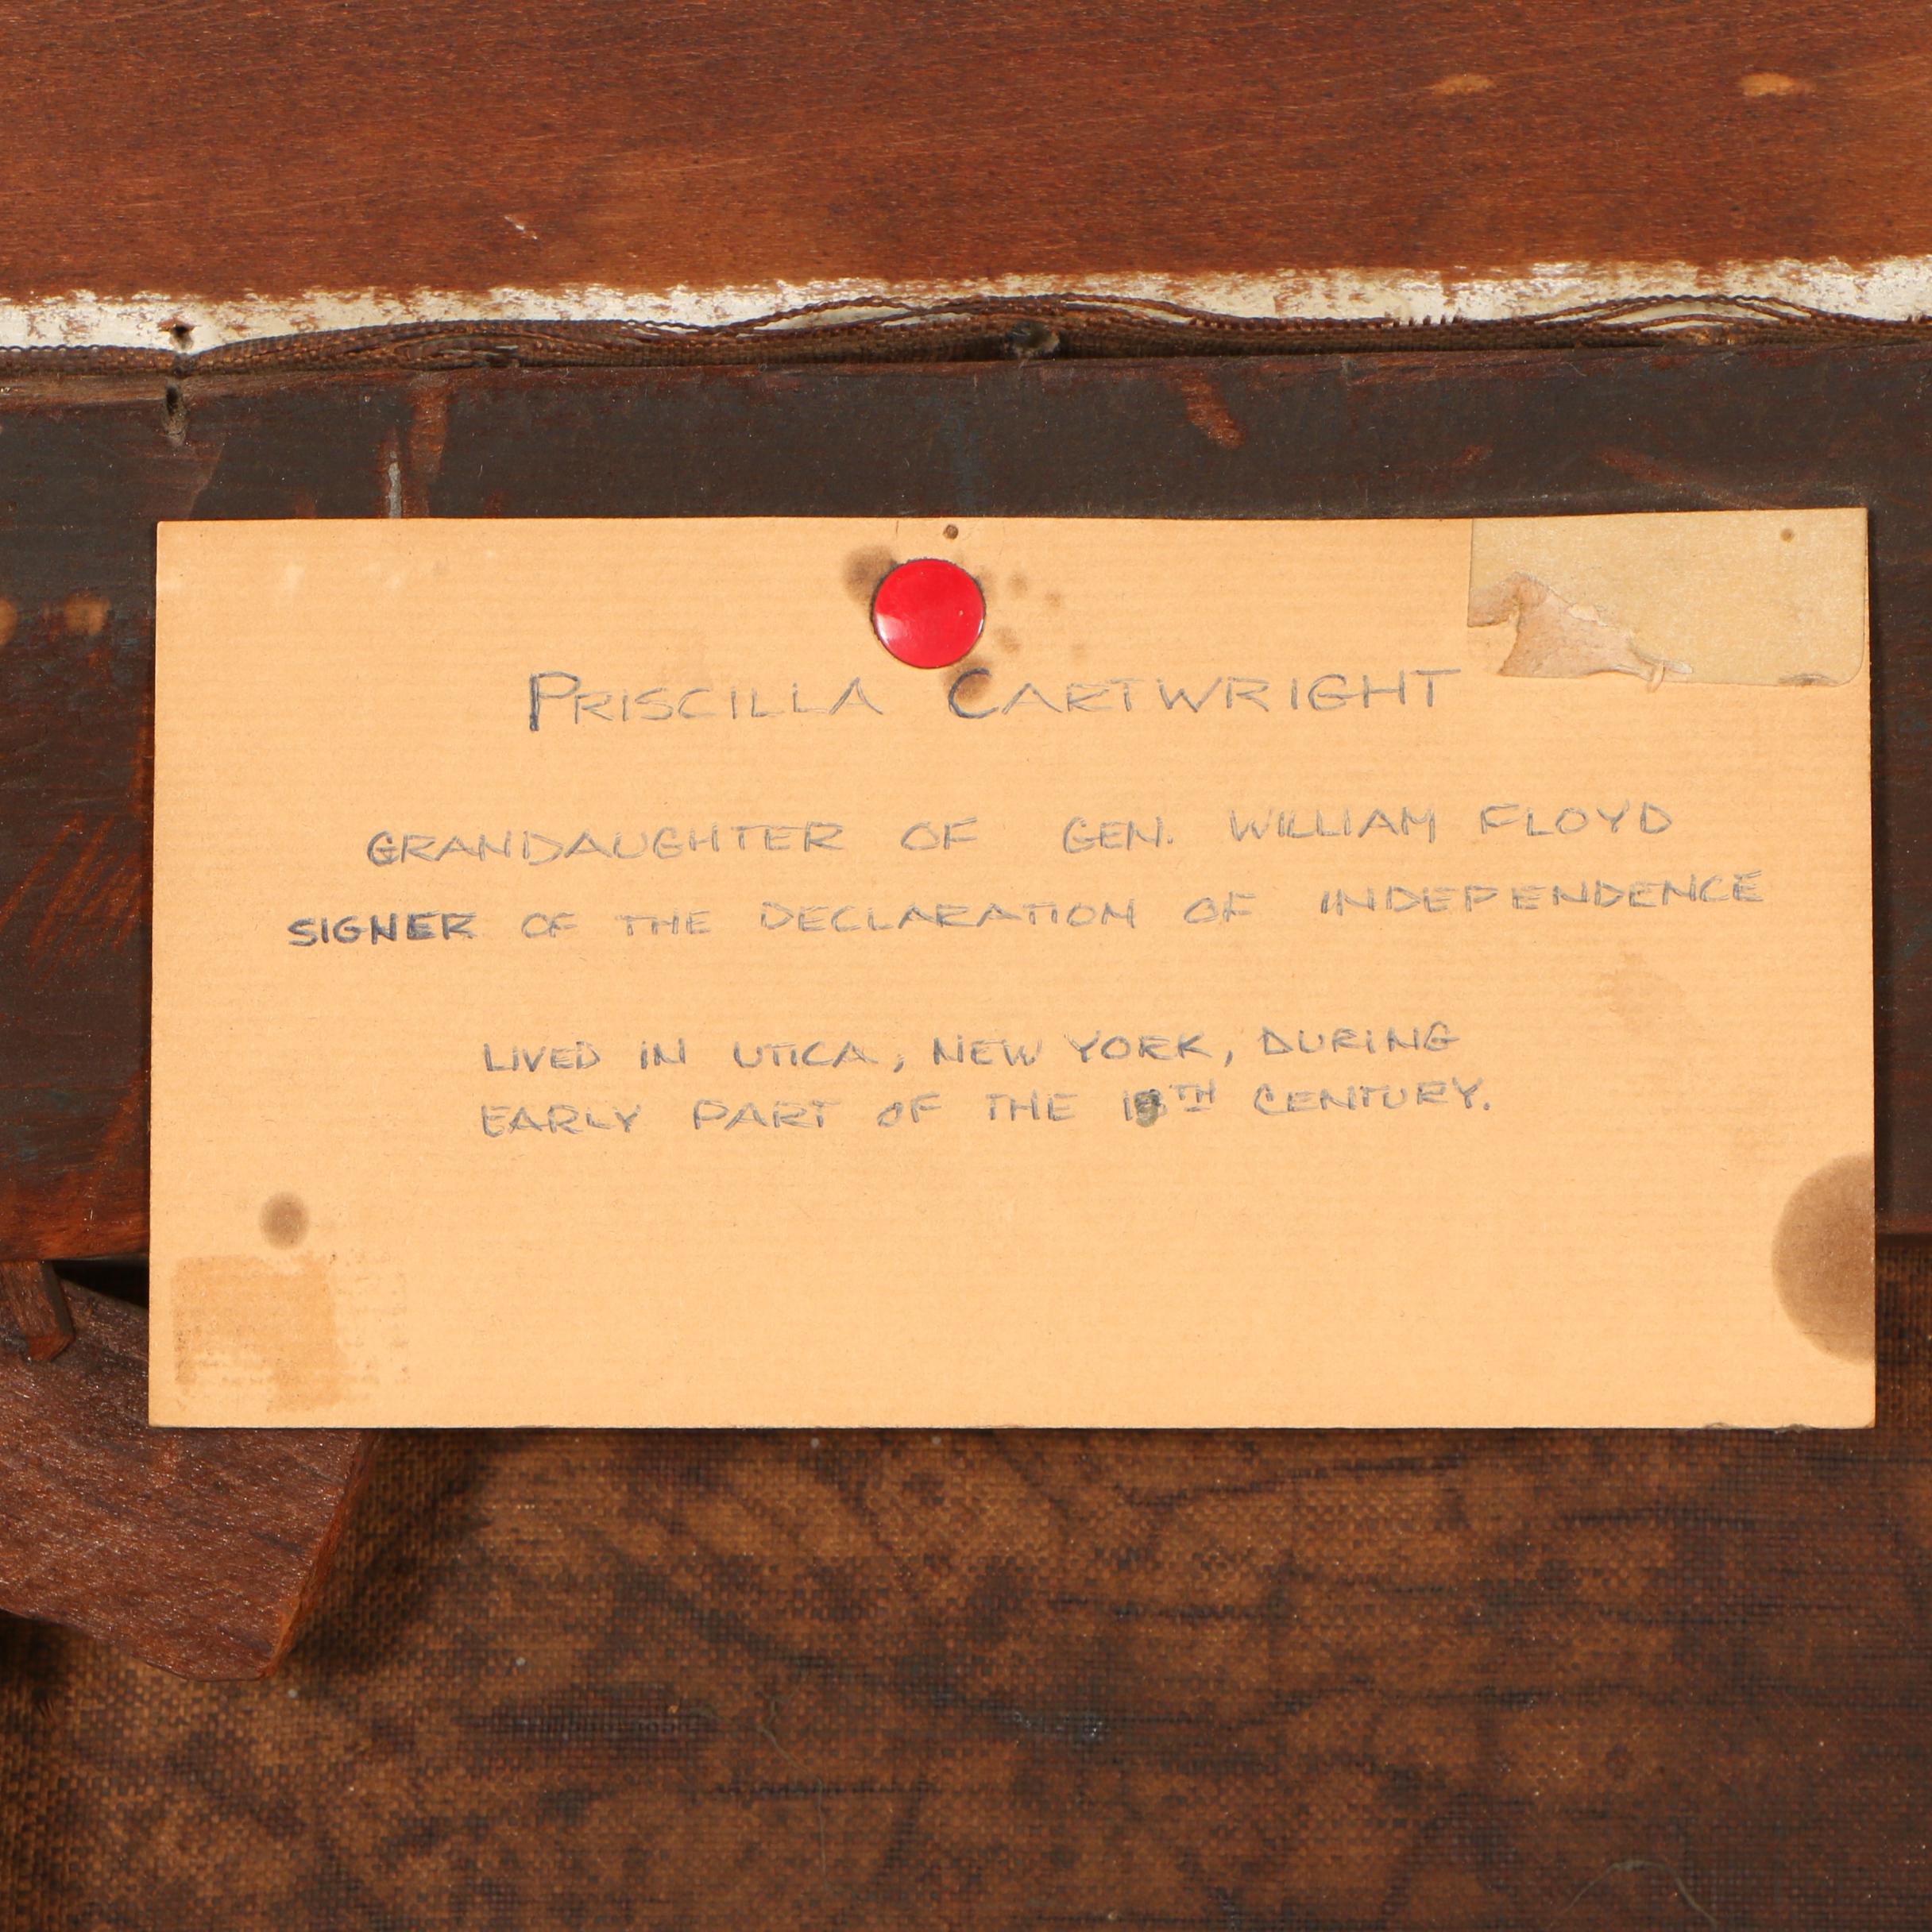 PRISCILLA CARTWRIGHT
GRANDAUGHTER OF GEN. WILLIAM FLOYD
SIGNER OF THE DECLARATION OF INDEPENDENCE
LIVED IN UTICA, NEW YORK, DURING
EARLY PART OF THE CENTURY.